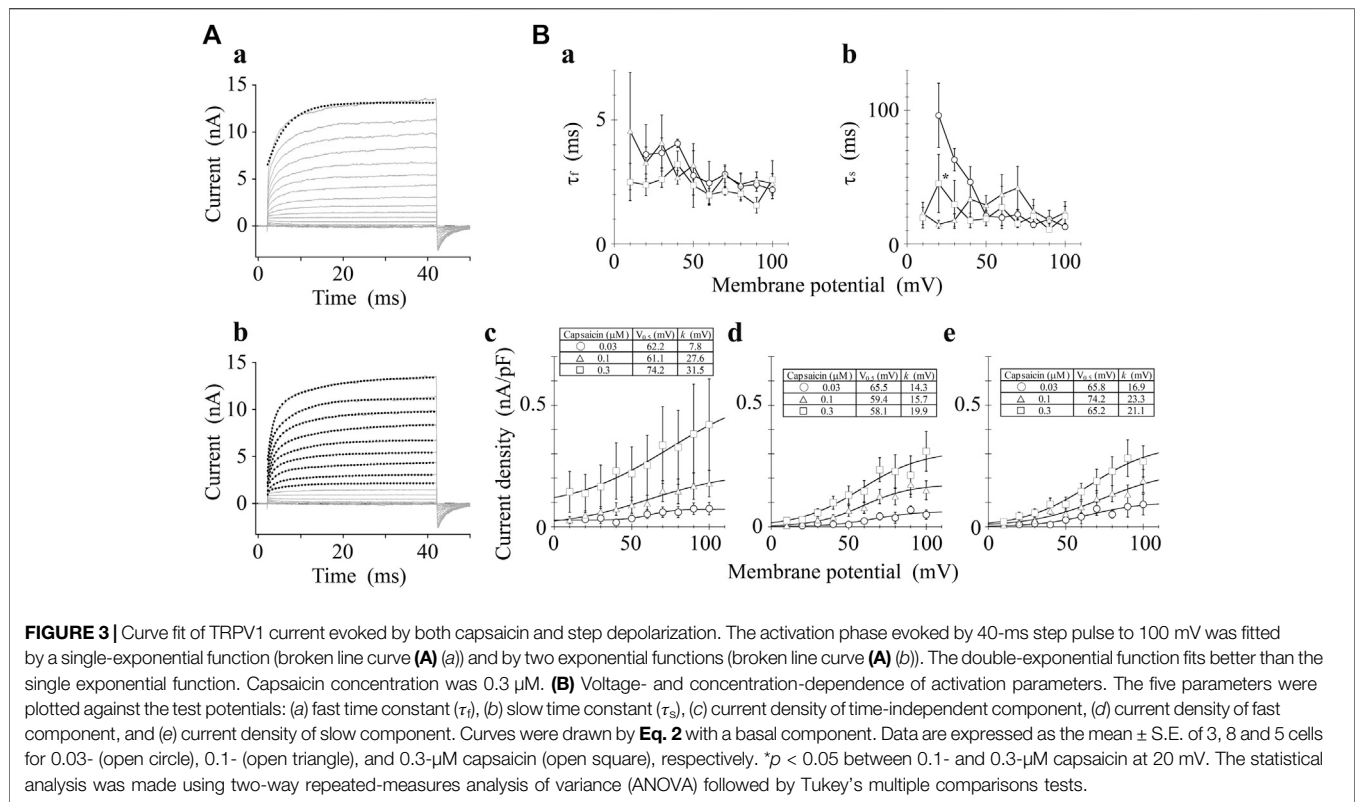 A
a
15
10
5
0
Current (nA)
0
20
40
Time (ms)
b
15
10
5
0
Current (nA)
0
20
40
Time (ms)
B
a
5
0
τf (ms)
0
50
100
b
100
0
τs (ms)
0
50
100
Membrane potential (mV)
c
Capsaicin (μM) V0.5 (mV) k (mV)
○ 0.03 62.2 7.8
△ 0.1 61.1 27.6
□ 0.3 74.2 31.5
0.5
0
Current density (nA/pF)
0
50
100
d
Capsaicin (μM) V0.5 (mV) k (mV)
○ 0.03 65.5 14.3
△ 0.1 59.4 15.7
□ 0.3 58.1 19.9
0.5
0
0
50
100
e
Capsaicin (μM) V0.5 (mV) k (mV)
○ 0.03 65.8 16.9
△ 0.1 74.2 23.3
□ 0.3 65.2 21.1
0.5
0
0
50
100
Membrane potential (mV)
*
FIGURE 3 | Curve fit of TRPV1 current evoked by both capsaicin and step depolarization. The activation phase evoked by 40-ms step pulse to 100 mV was fitted
by a single-exponential function (broken line curve (A) (a)) and by two exponential functions (broken line curve (A) (b)). The double-exponential function fits better than the
single exponential function. Capsaicin concentration was 0.3 μM. (B) Voltage- and concentration-dependence of activation parameters. The five parameters were
plotted against the test potentials: (a) fast time constant (τf), (b) slow time constant (τs), (c) current density of time-independent component, (d) current density of fast
component, and (e) current density of slow component. Curves were drawn by Eq. 2 with a basal component. Data are expressed as the mean ± S.E. of 3, 8 and 5 cells
for 0.03- (open circle), 0.1- (open triangle), and 0.3-μM capsaicin (open square), respectively. *p < 0.05 between 0.1- and 0.3-μM capsaicin at 20 mV. The statistical
analysis was made using two-way repeated-measures analysis of variance (ANOVA) followed by Tukey's multiple comparisons tests.